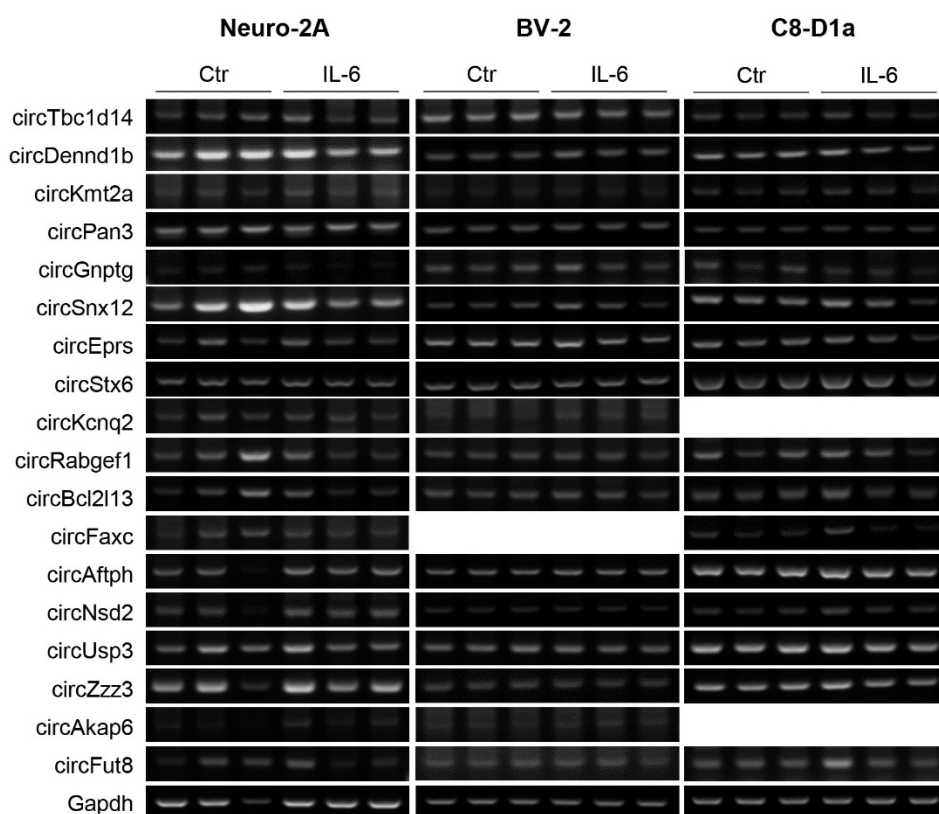 Neuro-2A BV-2 C8-D1a
Ctr IL-6 Ctr IL-6 Ctr IL-6
circTbc1d14
circDennd1b
circKmt2a
circPan3
circGnptg
circSnx12
circEprs
circStx6
circKcnq2
circRabgef1
circBcl2l13
circFaxc
circAftph
circNsd2
circUsp3
circZzz3
circAkap6
circFut8
Gapdh